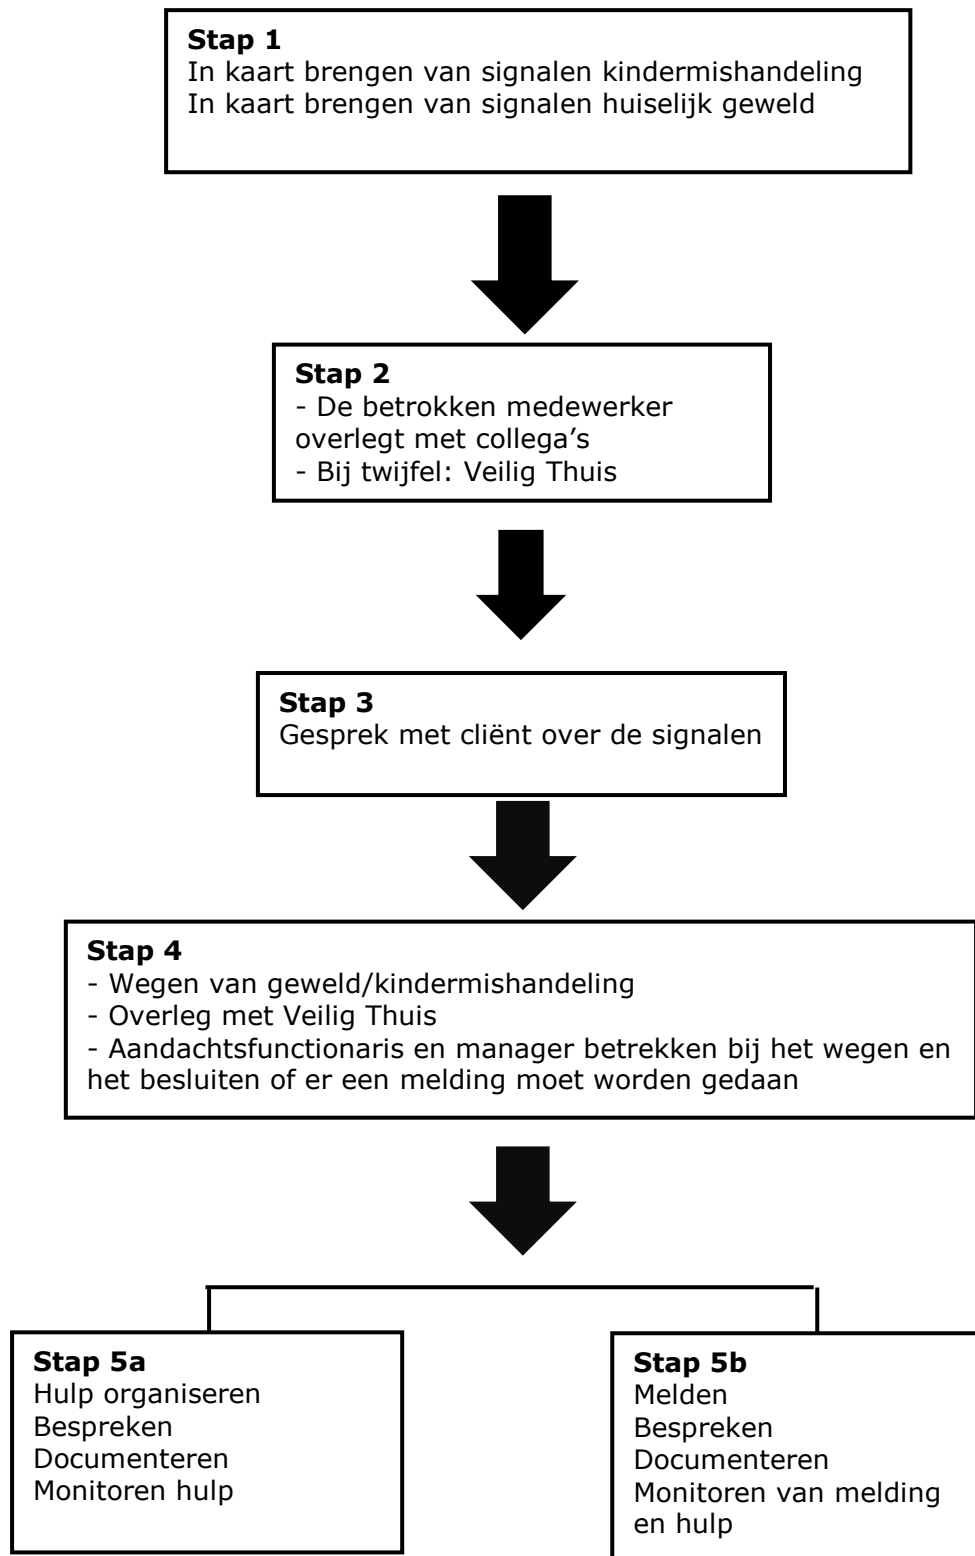 Stap 1
In kaart brengen van signalen kindermishandeling
In kaart brengen van signalen huiselijk geweld
Stap 2
- De betrokken medewerker
overlegt met collega’s
- Bij twijfel: Veilig Thuis
Stap 3
Gesprek met cliënt over de signalen
Stap 4
- Wegen van geweld/kindermishandeling
- Overleg met Veilig Thuis
- Aandachtsfunctionaris en manager betrekken bij het wegen en
het besluiten of er een melding moet worden gedaan
Stap 5a
Hulp organiseren
Bespreken
Documenteren
Monitoren hulp
Stap 5b
Melden
Bespreken
Documenteren
Monitoren van melding
en hulp